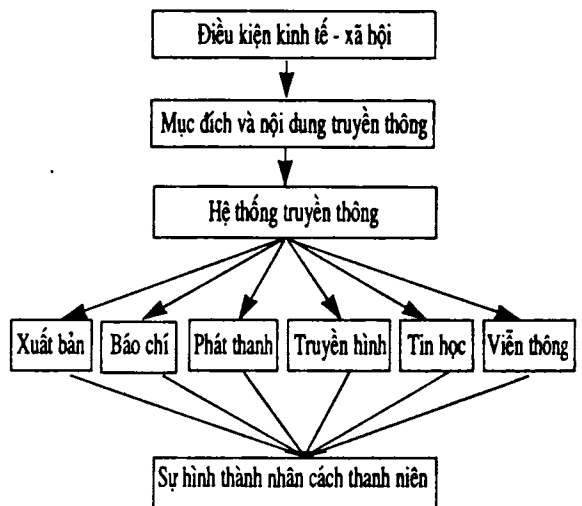 Điều kiện kinh tế - xã hội
Mục đích và nội dung truyền thông
Hệ thống truyền thông
Xuất bản Báo chí Phát thanh Truyền hình Tin học Viễn thông
Sự hình thành nhân cách thanh niên